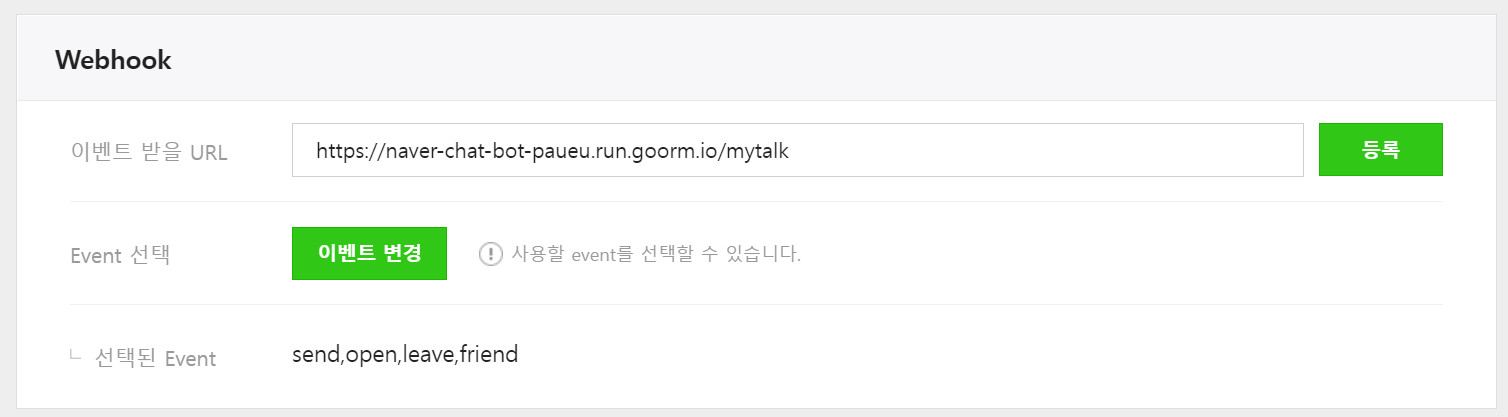 Webhook
이벤트 받을 URL https://naver-chat-bot-paueu.run.goorm.io/mytalk 등록
Event 선택 이벤트 변경 사용할 event를 선택할 수 있습니다.
선택된 Event send,open,leave,friend